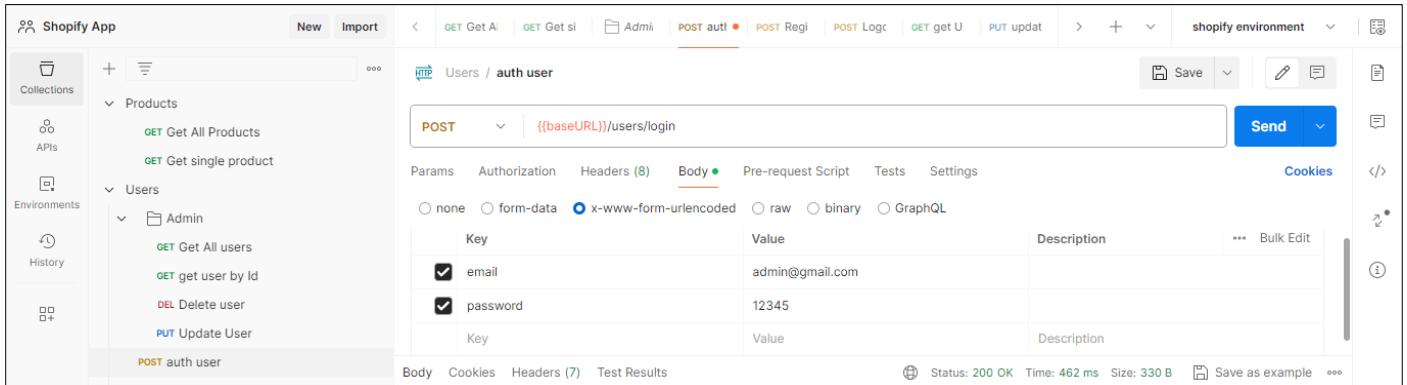 Shopify App New Import GET Get Al GET Get si Admi POST autl POST Regi POST Logc GET get U PUT updat shopify environment
Collections
HTTP Users / auth user Save
Products
POST {{baseURL}}/users/login Send
APIs
GET Get All Products
GET Get single product
Params Authorization Headers (8) Body Pre-request Script Tests Settings Cookies
Environments
Users
none form-data x-www-form-urlencoded raw binary GraphQL
Admin
Key Value Description Bulk Edit
History
GET Get All users
email admin@gmail.com
GET get user by Id
DEL Delete user
password 12345
PUT Update User
Key Value Description
POST auth user
Body Cookies Headers (7) Test Results Status: 200 OK Time: 462 ms Size: 330 B Save as example